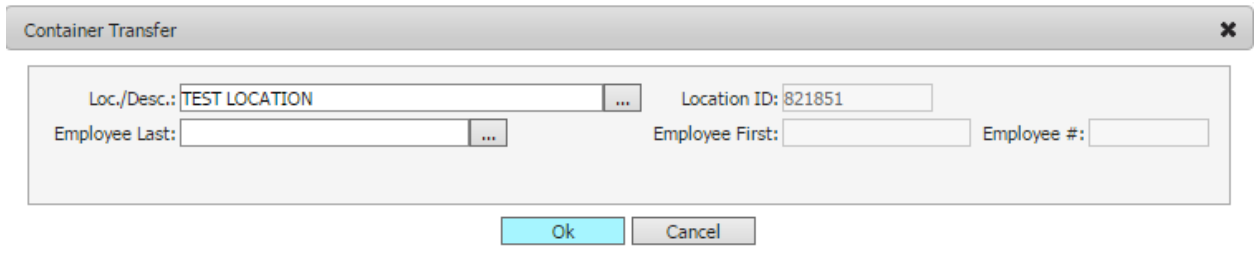 Container Transfer
Loc./Desc.: TEST LOCATION ... Location ID: 821851
Employee Last: ... Employee First: Employee #:
Ok Cancel